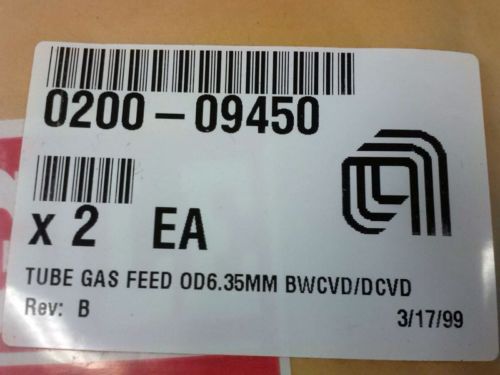 0200-09450
x 2 EA
TUBE GAS FEED OD6.35MM BWCVD/DCVD
Rev: B 3/17/99